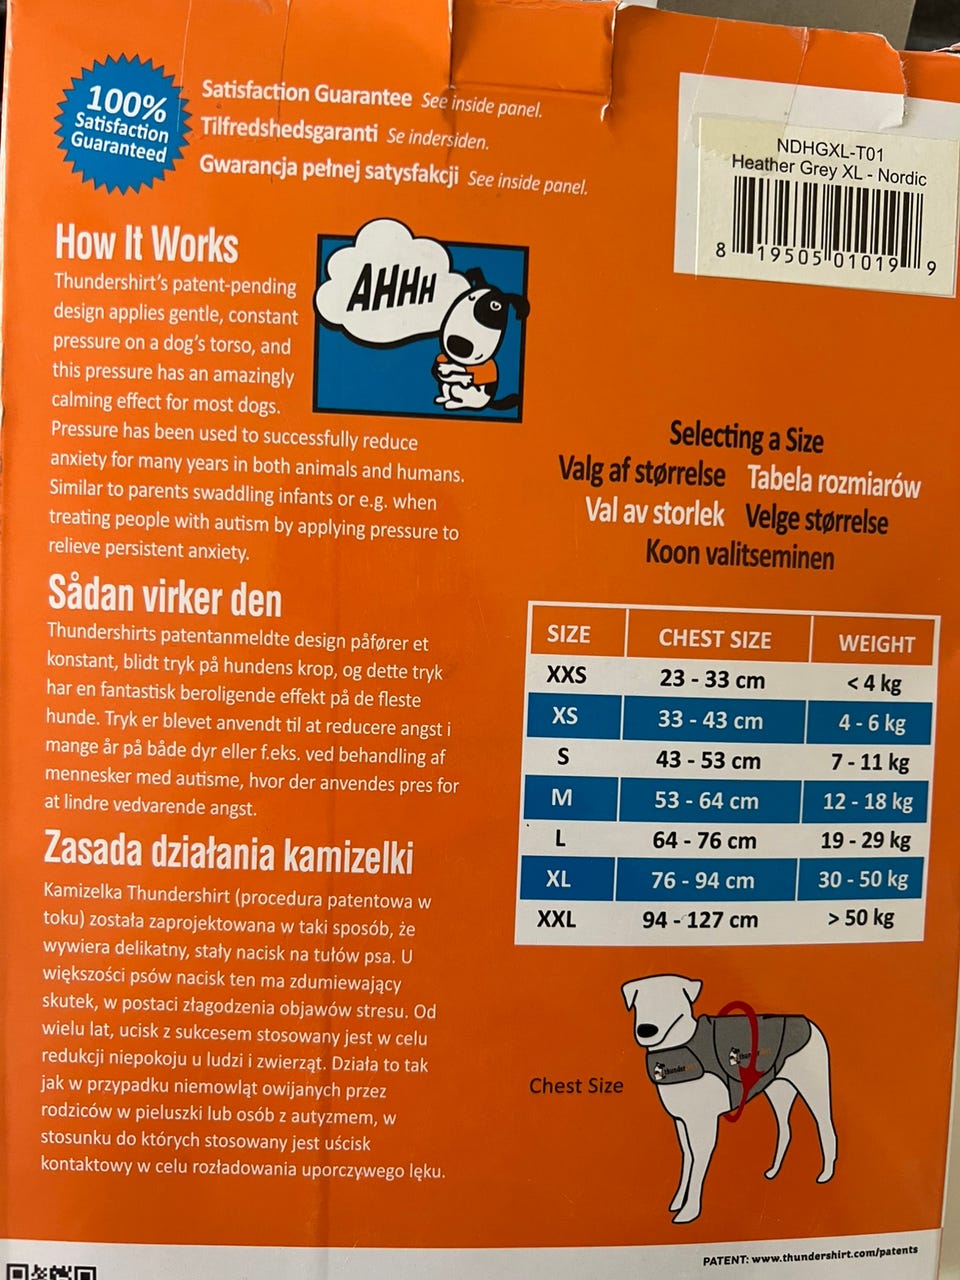 100%
Satisfaction
Guaranteed
Satisfaction Guarantee See inside panel.
Tilfredshedsgaranti Se indersiden.
Gwarancja pełnej satysfakcji See inside panel.
NDHGXL-T01
Heather Grey XL - Nordic
8 19505 01019 9
How It Works
Thundershirt's patent-pending
design applies gentle, constant
pressure on a dog's torso, and
this pressure has an amazingly
calming effect for most dogs.
Pressure has been used to successfully reduce
anxiety for many years in both animals and humans.
Similar to parents swaddling infants or e.g. when
treating people with autism by applying pressure to
relieve persistent anxiety.
AHHH
Sådan virker den
Thundershirts patentanmeldte design påfører et
konstant, blidt tryk på hundens krop, og dette tryk
har en fantastisk beroligende effekt på de fleste
hunde. Tryk er blevet anvendt til at reducere angst i
mange år på både dyr eller f.eks. ved behandling af
mennesker med autisme, hvor der anvendes pres for
at lindre vedvarende angst.
Zasada działania kamizelki
Kamizelka Thundershirt (procedura patentowa w
toku) została zaprojektowana w taki sposób, że
wywiera delikatny, stały nacisk na tułów psa. U
większości psów nacisk ten ma zdumiewający
skutek, w postaci złagodzenia objawów stresu. Od
wielu lat, ucisk z sukcesem stosowany jest w celu
redukcji niepokoju u ludzi i zwierząt. Działa to tak
jak w przypadku niemowląt owijanych przez
rodziców w pieluszki lub osób z autyzmem, w
stosunku do których stosowany jest uścisk
kontaktowy w celu rozładowania uporczywego lęku.
Selecting a Size
Valg af størrelse Tabela rozmiarów
Val av storlek Velge størrelse
Koon valitseminen
SIZE CHEST SIZE WEIGHT
XXS 23 - 33 cm < 4 kg
XS 33 - 43 cm 4 - 6 kg
S 43 - 53 cm 7 - 11 kg
M 53 - 64 cm 12 - 18 kg
L 64 - 76 cm 19 - 29 kg
XL 76 - 94 cm 30 - 50 kg
XXL 94 - 127 cm > 50 kg
Chest Size
PATENT: www.thundershirt.com/patents